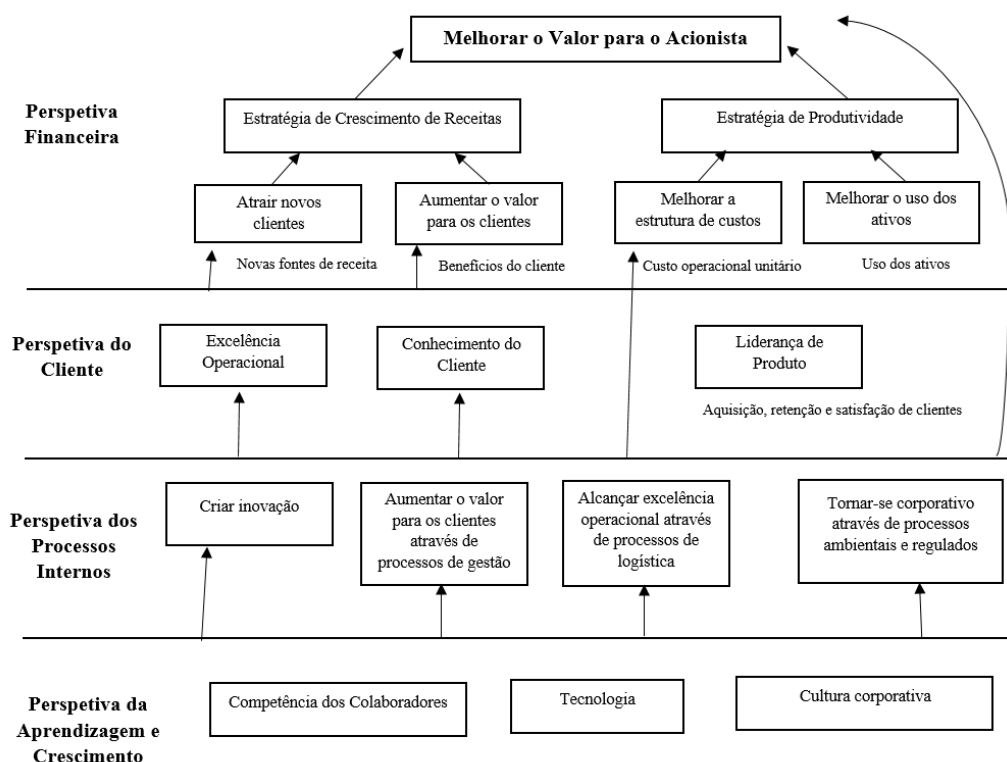 Melhorar o Valor para o Acionista
Perspetiva
Financeira
Estratégia de Crescimento de Receitas
Estratégia de Produtividade
Atrair novos
clientes
Aumentar o valor
para os clientes
Melhorar a
estrutura de custos
Melhorar o uso dos
ativos
Novas fontes de receita
Benefícios do cliente
Custo operacional unitário
Uso dos ativos
Perspetiva do
Cliente
Excelência
Operacional
Conhecimento do
Cliente
Liderança de
Produto
Aquisição, retenção e satisfação de clientes
Perspetiva dos
Processos
Internos
Criar inovação
Aumentar o valor
para os clientes
através de
processos de gestão
Alcançar excelência
operacional através
de processos de
logística
Tornar-se corporativo
através de processos
ambientais e regulados
Perspetiva da
Aprendizagem e
Crescimento
Competência dos Colaboradores
Tecnologia
Cultura corporativa